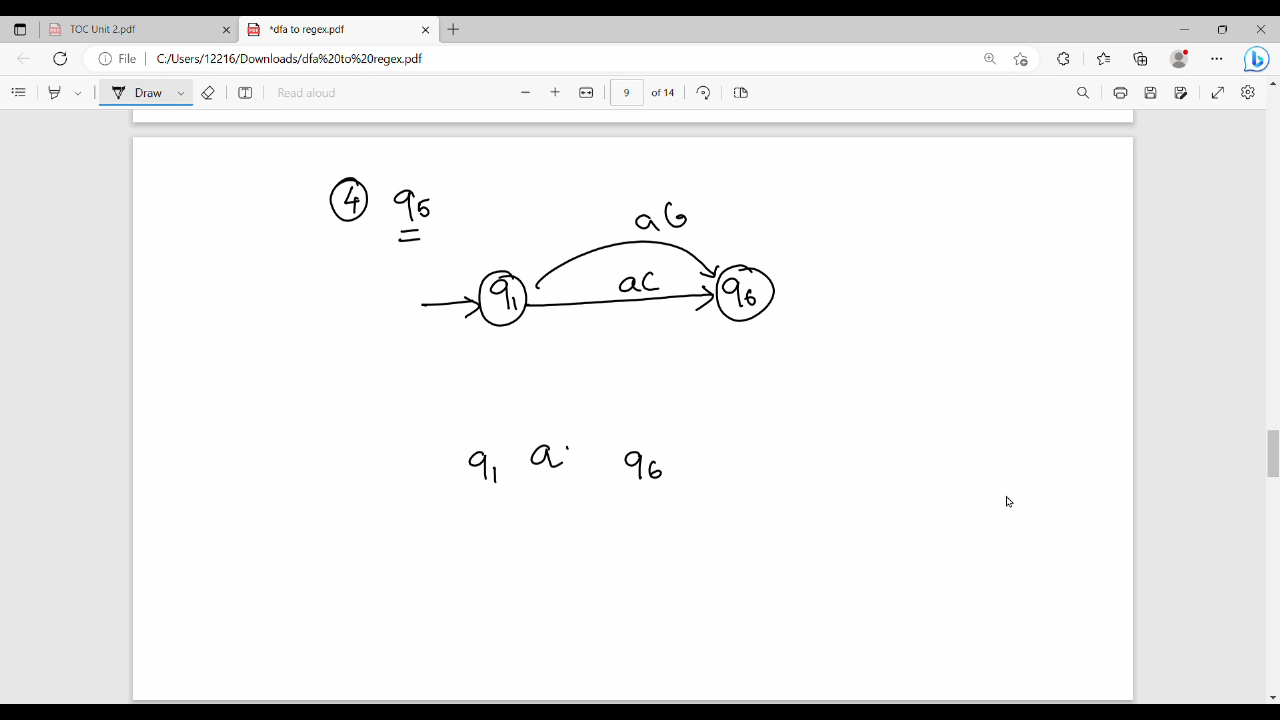 TOC Unit 2.pdf
*dfa to regex.pdf
File
C:/Users/12216/Downloads/dfa%20to%20regex.pdf
Draw
Read aloud
9 of 14
4 q5
aG
q1 aC q6
q1 a· q6